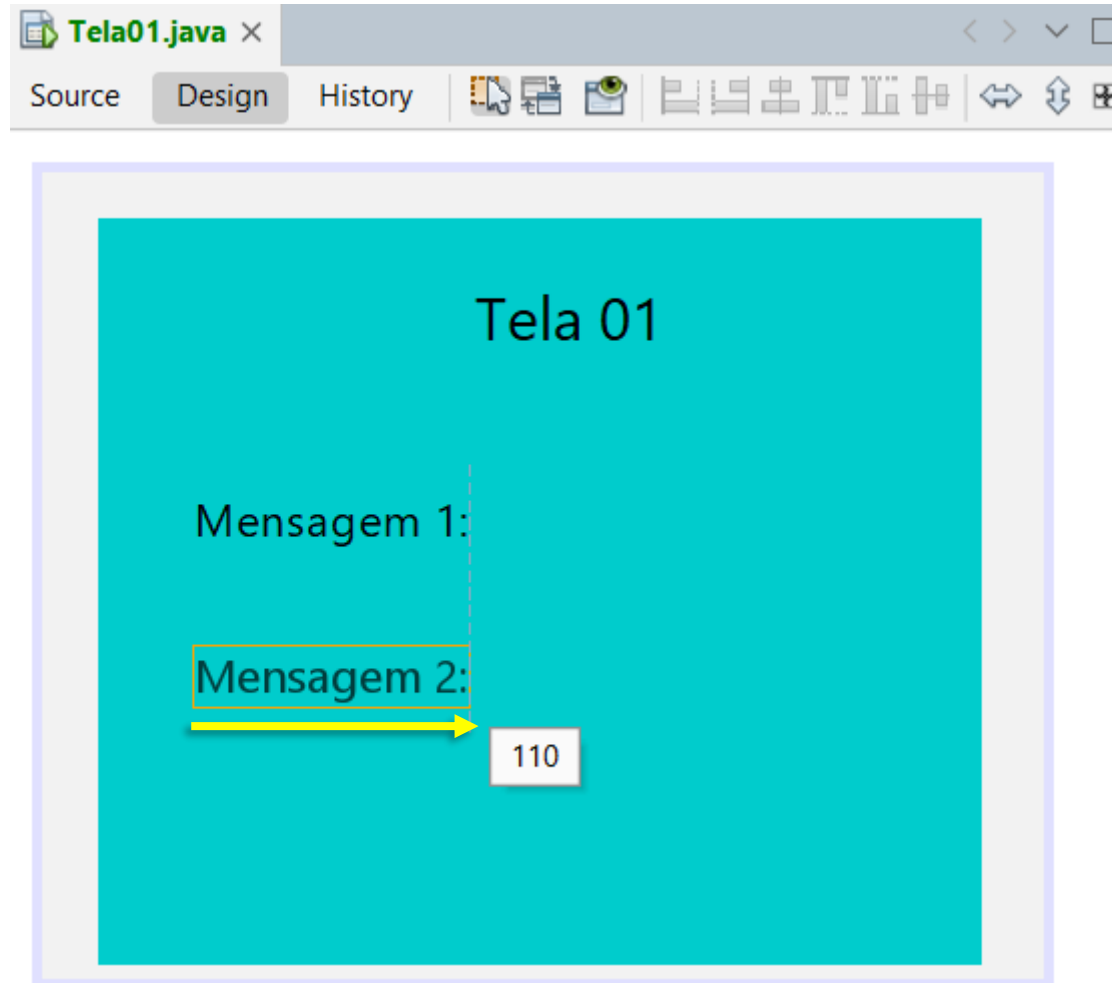 Tela01.java
Source Design History
Tela 01
Mensagem 1:
Mensagem 2:
110